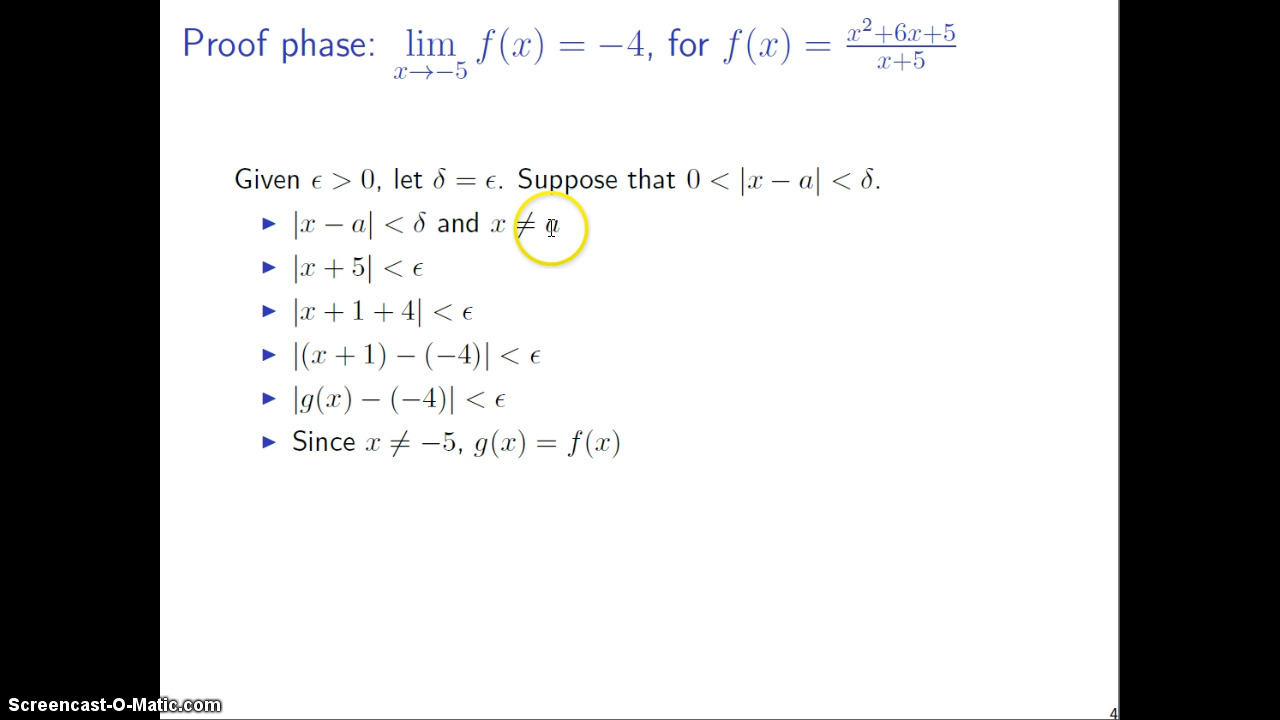 Proof phase: lim f(x) = −4, for f(x) = x²+6x+5 / x+5
x→−5
Given ϵ > 0, let δ = ϵ. Suppose that 0 < |x − a| < δ.
▶ |x − a| < δ and x ≠ a
▶ |x + 5| < ϵ
▶ |x + 1 + 4| < ϵ
▶ |(x + 1) − (−4)| < ϵ
▶ |g(x) − (−4)| < ϵ
▶ Since x ≠ −5, g(x) = f(x)
Screencast-O-Matic.com
4